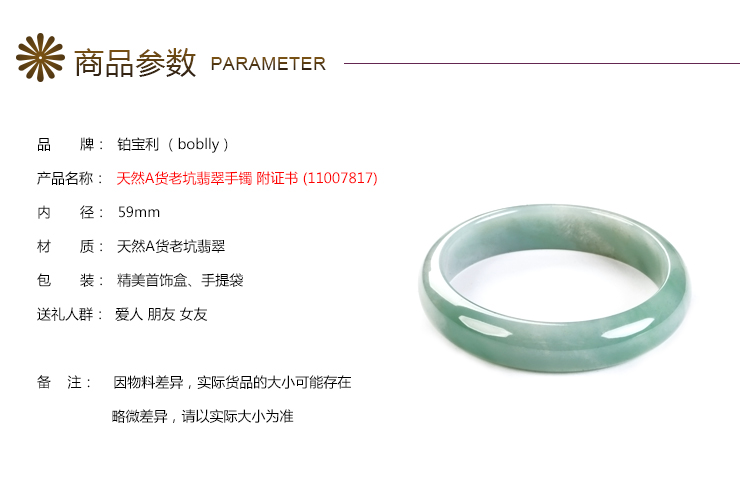 商品参数 PARAMETER
品 牌： 铂宝利（boblly）
产品名称： 天然A货老坑翡翠手镯 附证书 (11007817)
内 径： 59mm
材 质： 天然A货老坑翡翠
包 装： 精美首饰盒、手提袋
送礼人群： 爱人 朋友 女友
备 注： 因物料差异，实际货品的大小可能存在
略微差异，请以实际大小为准